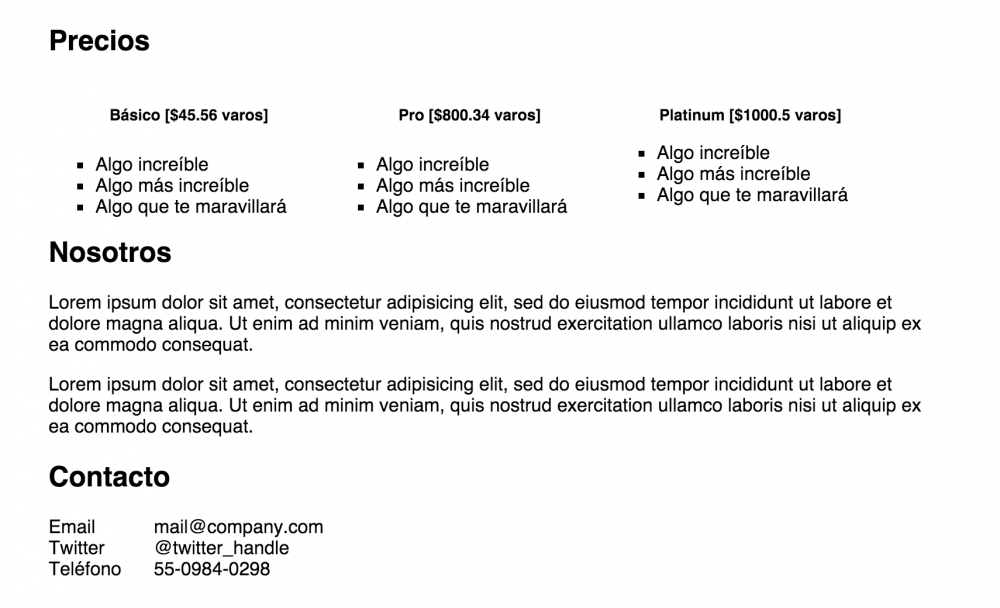 Precios
Básico [$45.56 varos]
Algo increíble
Algo más increíble
Algo que te maravillará
Pro [$800.34 varos]
Algo increíble
Algo más increíble
Algo que te maravillará
Platinum [$1000.5 varos]
Algo increíble
Algo más increíble
Algo que te maravillará
Nosotros
Lorem ipsum dolor sit amet, consectetur adipisicing elit, sed do eiusmod tempor incididunt ut labore et
dolore magna aliqua. Ut enim ad minim veniam, quis nostrud exercitation ullamco laboris nisi ut aliquip ex
ea commodo consequat.
Lorem ipsum dolor sit amet, consectetur adipisicing elit, sed do eiusmod tempor incididunt ut labore et
dolore magna aliqua. Ut enim ad minim veniam, quis nostrud exercitation ullamco laboris nisi ut aliquip ex
ea commodo consequat.
Contacto
Email mail@company.com
Twitter @twitter_handle
Teléfono 55-0984-0298